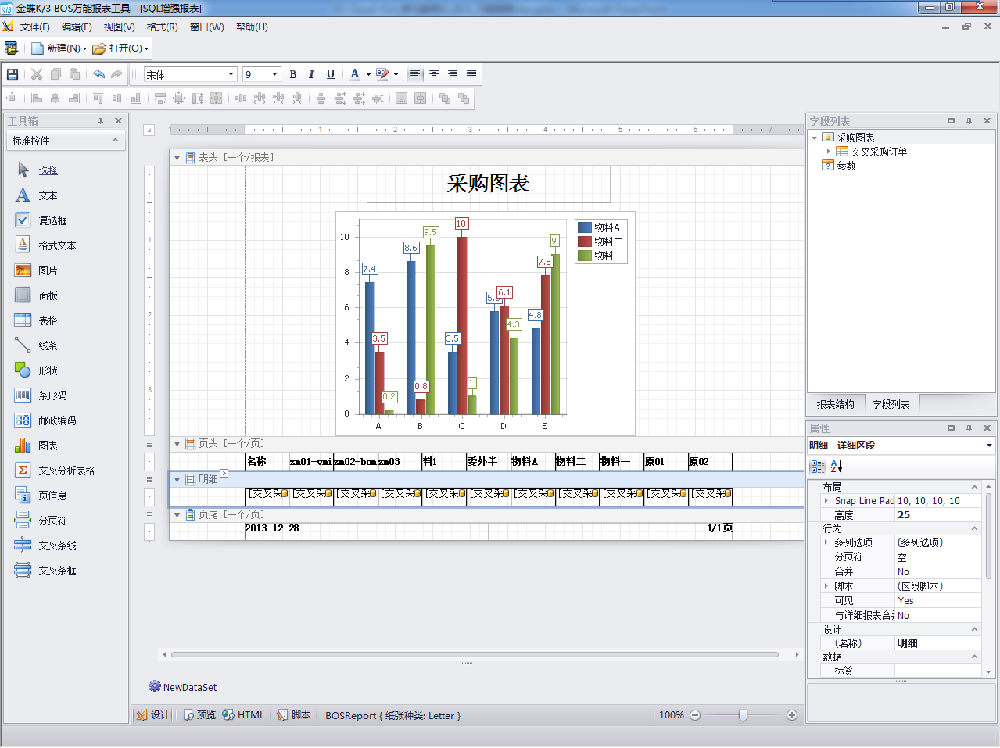 金蝶K/3 BOS万能报表工具 - [SQL增强报表]
文件(F) 编辑(E) 视图(V) 格式(R) 窗口(W) 帮助(H)
新建(N) 打开(O)
宋体 9 B I U A
工具箱
标准控件
选择
文本
复选框
格式文本
图片
面板
表格
线条
形状
条形码
邮政编码
图表
交叉分析表格
页信息
分页符
交叉条线
交叉条框
1 1 2 3 4 5 6 7
1
2
3
表头 [一个/报表]
采购图表
10
8
6
4
2
0
7.4 3.5 0.2
8.6 0.8 9.5
3.5 10 1
6.1 4.3
4.8 7.8 9
A B C D E
物料A
物料二
物料一
页头 [一个/页]
名称 zm01-vmi zm02-bom zm03 料1 委外半 物料A 物料二 物料一 原01 原02
明细
[交叉采 [交叉采 [交叉采 [交叉采 [交叉采 [交叉采 [交叉采 [交叉采 [交叉采 [交叉采 [交叉采
页尾 [一个/页]
2013-12-28 1/1页
NewDataSet
设计 预览 HTML 脚本 BOSReport { 纸张种类: Letter } 100%
字段列表
采购图表
交叉采购订单
参数
报表结构 字段列表
属性
明细 详细区段
布局
Snap Line Pad 10, 10, 10, 10
高度 25
行为
多列选项 (多列选项)
分页符 空
合并 No
脚本 (区段脚本)
可见 Yes
与详细报表合并 No
设计
(名称) 明细
数据
标签